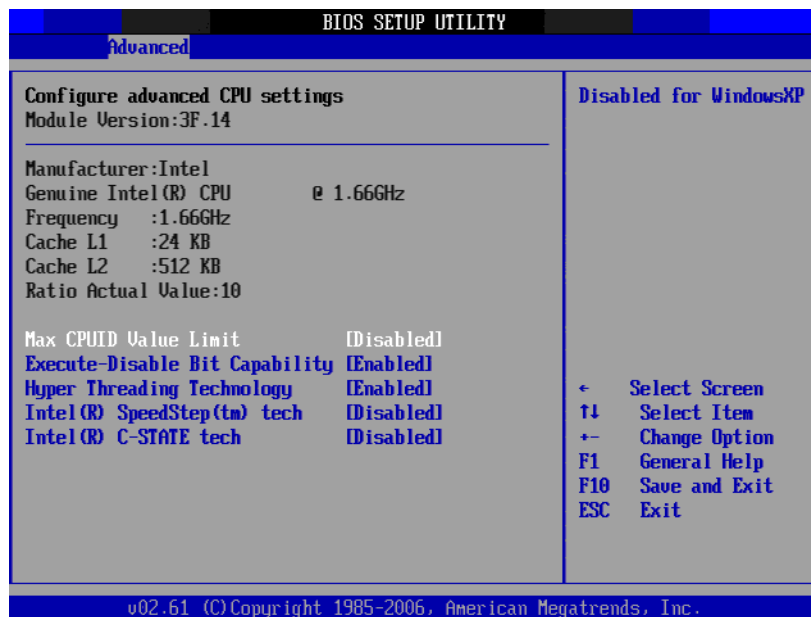 BIOS SETUP UTILITY
Advanced
Configure advanced CPU settings
Module Version:3F.14
Manufacturer:Intel
Genuine Intel(R) CPU @ 1.66GHz
Frequency :1.66GHz
Cache L1 :24 KB
Cache L2 :512 KB
Ratio Actual Value:10
Max CPUID Value Limit [Disabled]
Execute-Disable Bit Capability [Enabled]
Hyper Threading Technology [Enabled]
Intel(R) SpeedStep(tm) tech [Disabled]
Intel(R) C-STATE tech [Disabled]
Disabled for WindowsXP
← Select Screen
↑↓ Select Item
+- Change Option
F1 General Help
F10 Save and Exit
ESC Exit
v02.61 (C)Copyright 1985-2006, American Megatrends, Inc.